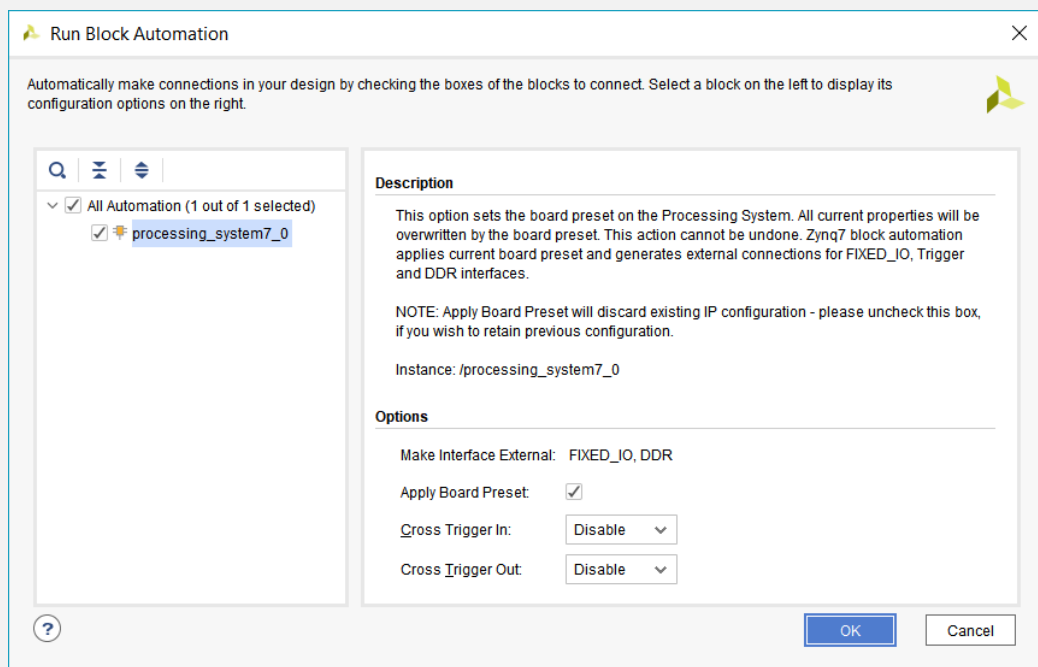 Run Block Automation
Automatically make connections in your design by checking the boxes of the blocks to connect. Select a block on the left to display its
configuration options on the right.
All Automation (1 out of 1 selected)
processing_system7_0
Description
This option sets the board preset on the Processing System. All current properties will be
overwritten by the board preset. This action cannot be undone. Zynq7 block automation
applies current board preset and generates external connections for FIXED_IO, Trigger
and DDR interfaces.
NOTE: Apply Board Preset will discard existing IP configuration - please uncheck this box,
if you wish to retain previous configuration.
Instance: /processing_system7_0
Options
Make Interface External: FIXED_IO, DDR
Apply Board Preset:
Cross Trigger In: Disable
Cross Trigger Out: Disable
? OK Cancel